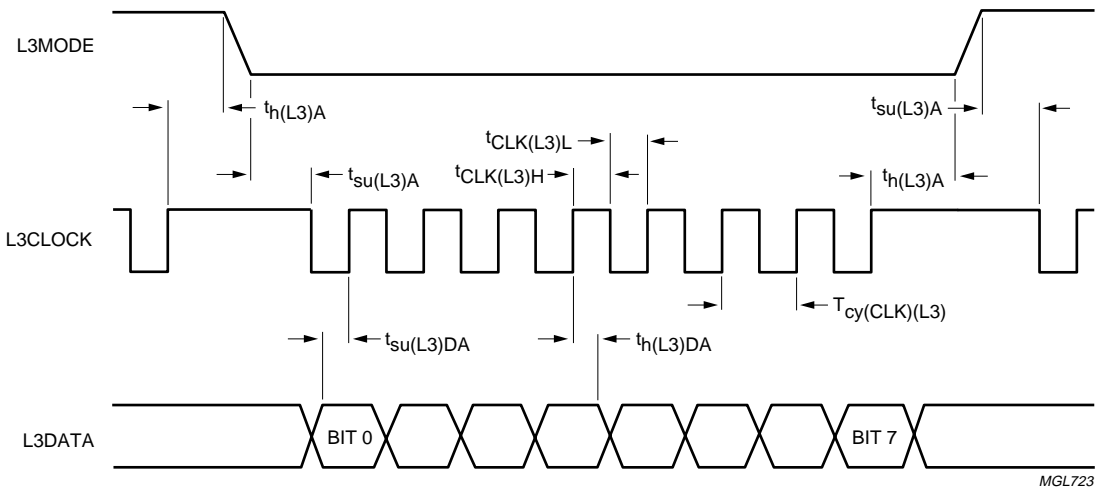 L3MODE
th(L3)A
tsu(L3)A
tCLK(L3)L
tCLK(L3)H
tsu(L3)A
th(L3)A
L3CLOCK
Tcy(CLK)(L3)
tsu(L3)DA
th(L3)DA
L3DATA
BIT 0
BIT 7
MGL723